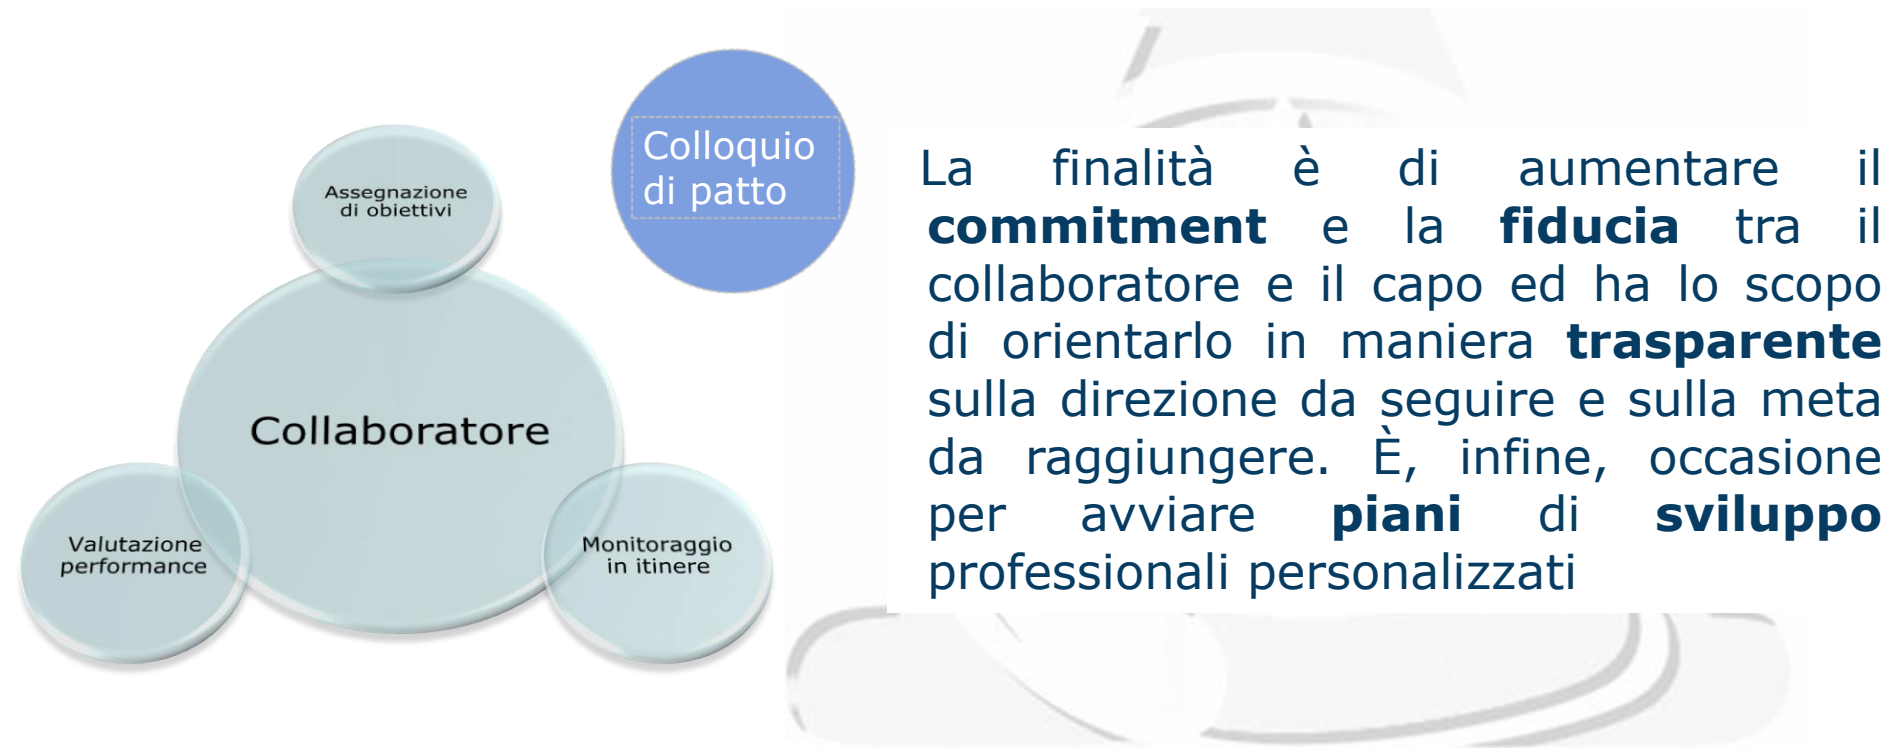 Colloquio
di patto
Assegnazione
di obiettivi
Collaboratore
Valutazione
performance
Monitoraggio
in itinere
La finalità è di aumentare il
commitment e la fiducia tra il
collaboratore e il capo ed ha lo scopo
di orientarlo in maniera trasparente
sulla direzione da seguire e sulla meta
da raggiungere. È, infine, occasione
per avviare piani di sviluppo
professionali personalizzati